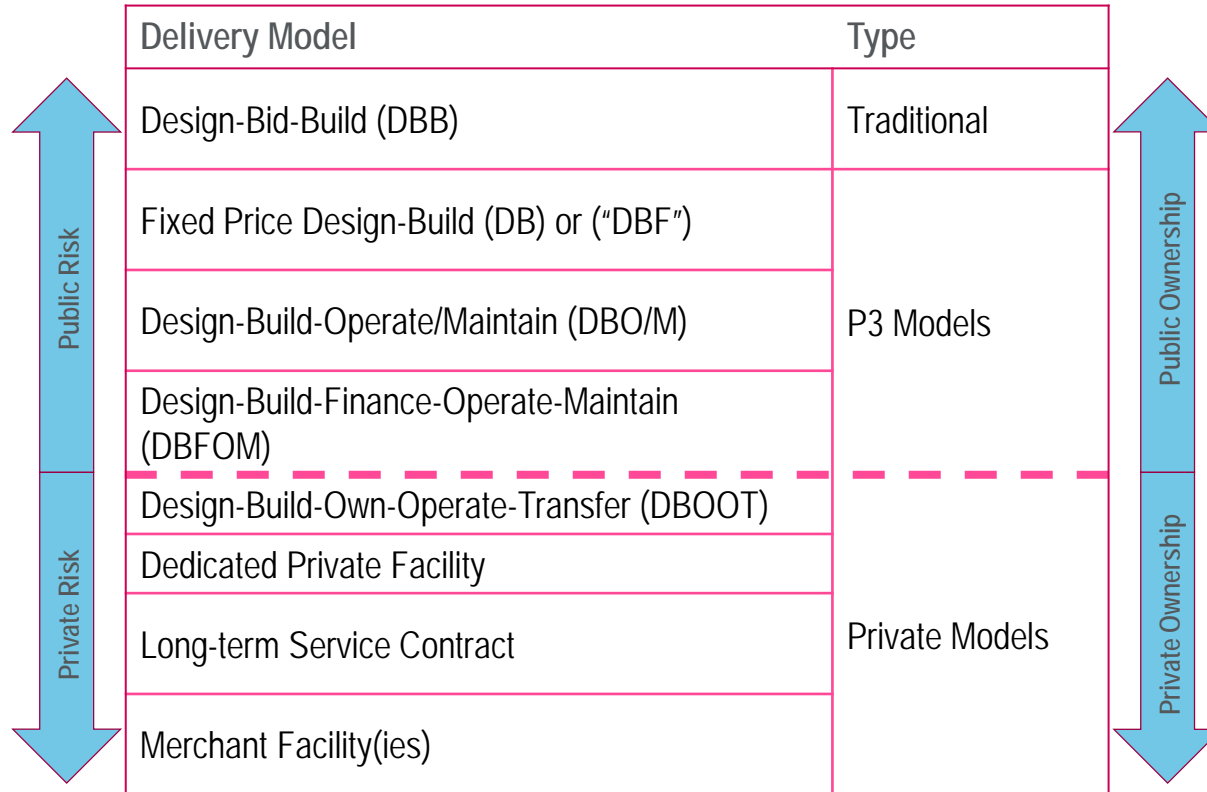 Delivery Model Type
Design-Bid-Build (DBB) Traditional
Fixed Price Design-Build (DB) or (“DBF”)
Design-Build-Operate/Maintain (DBO/M) P3 Models
Design-Build-Finance-Operate-Maintain
(DBFOM)
Design-Build-Own-Operate-Transfer (DBOOT)
Dedicated Private Facility
Long-term Service Contract Private Models
Merchant Facility(ies)
Public Risk
Private Risk
Public Ownership
Private Ownership